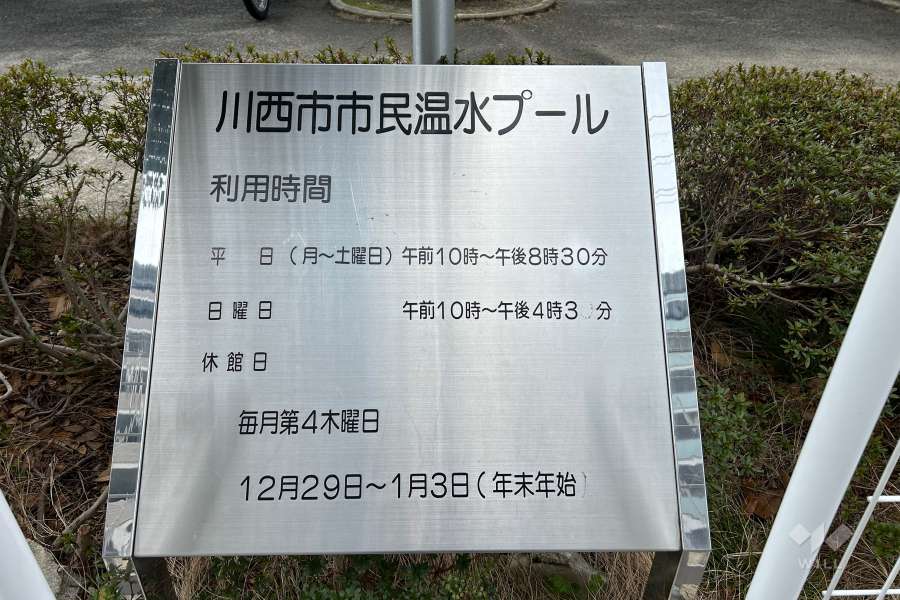 川西市市民温水プール
利用時間
平 日（月～土曜日）午前10時～午後8時30分
日曜日 午前10時～午後4時30分
休館日
毎月第4木曜日
12月29日～1月3日（年末年始）
WILL